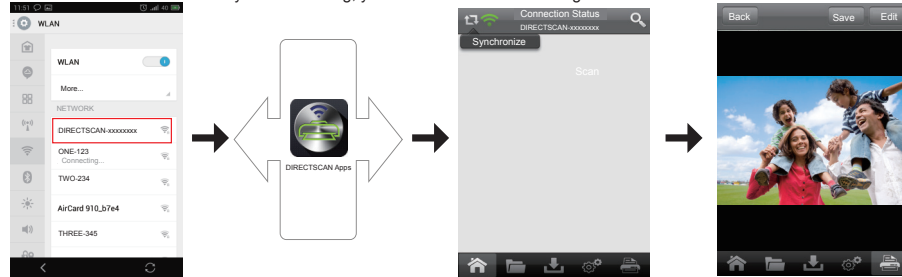 11:51
40
WLAN
WLAN
More...
NETWORK
DIRECTSCAN-xxxxxxxx
ONE-123
Connecting...
TWO-234
AirCard 910_b7e4
THREE-345
DIRECTSCAN Apps
Connection Status
DIRECTSCAN-xxxxxxxx
Synchronize
Scan
Back Save Edit